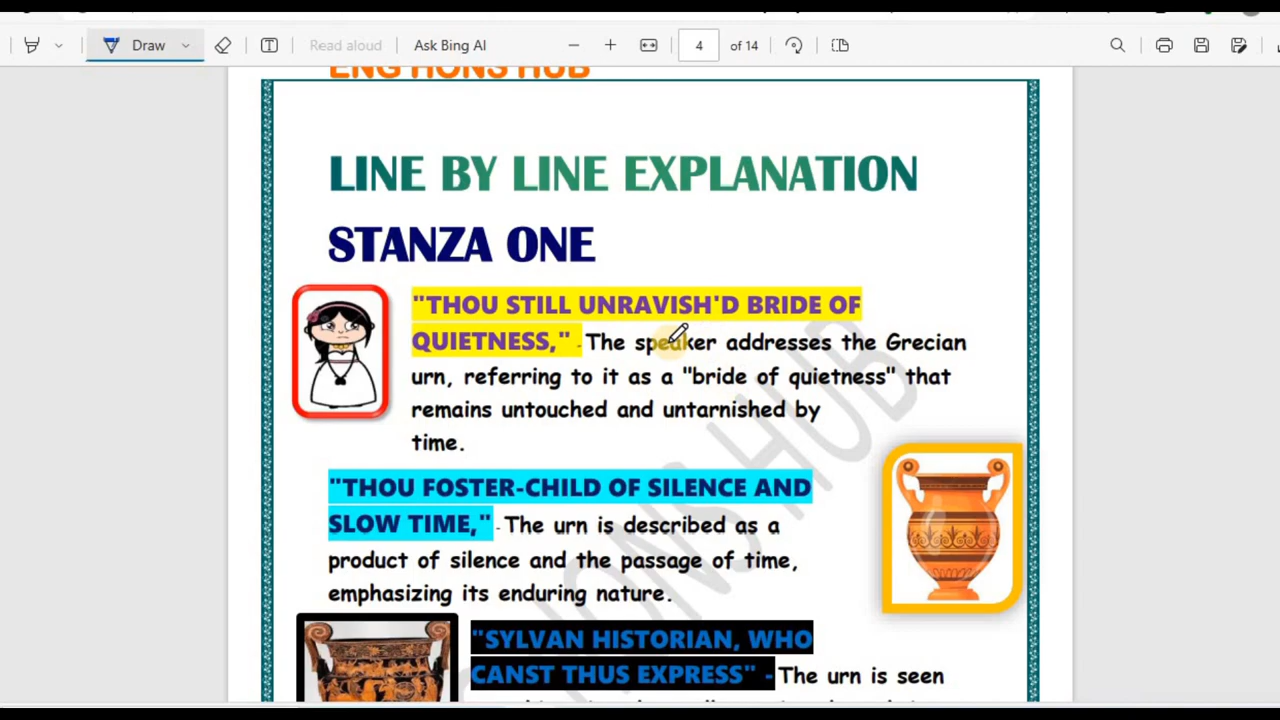 Draw
Read aloud
Ask Bing AI
4
of 14
ENG HONS HUB
LINE BY LINE EXPLANATION
STANZA ONE
"THOU STILL UNRAVISH'D BRIDE OF
QUIETNESS," - The speaker addresses the Grecian
urn, referring to it as a "bride of quietness" that
remains untouched and untarnished by
time.
"THOU FOSTER-CHILD OF SILENCE AND
SLOW TIME," - The urn is described as a
product of silence and the passage of time,
emphasizing its enduring nature.
"SYLVAN HISTORIAN, WHO
CANST THUS EXPRESS" - The urn is seen